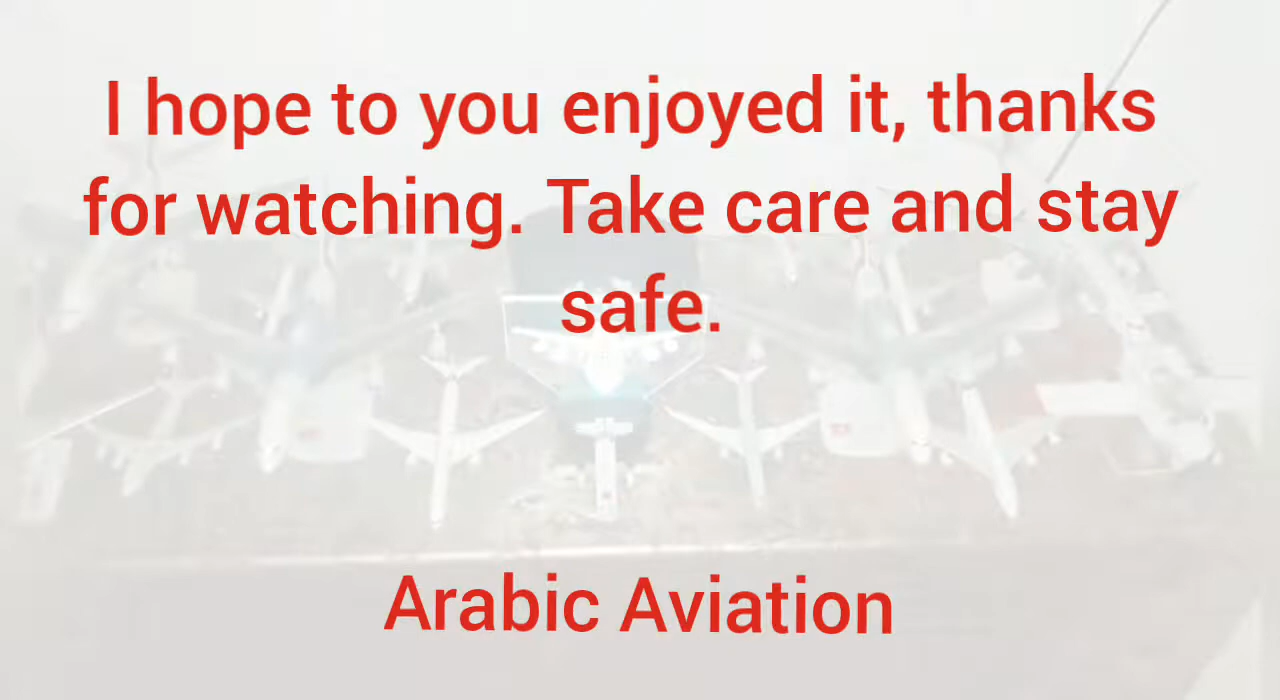 I hope to you enjoyed it, thanks
for watching. Take care and stay
safe.
Arabic Aviation